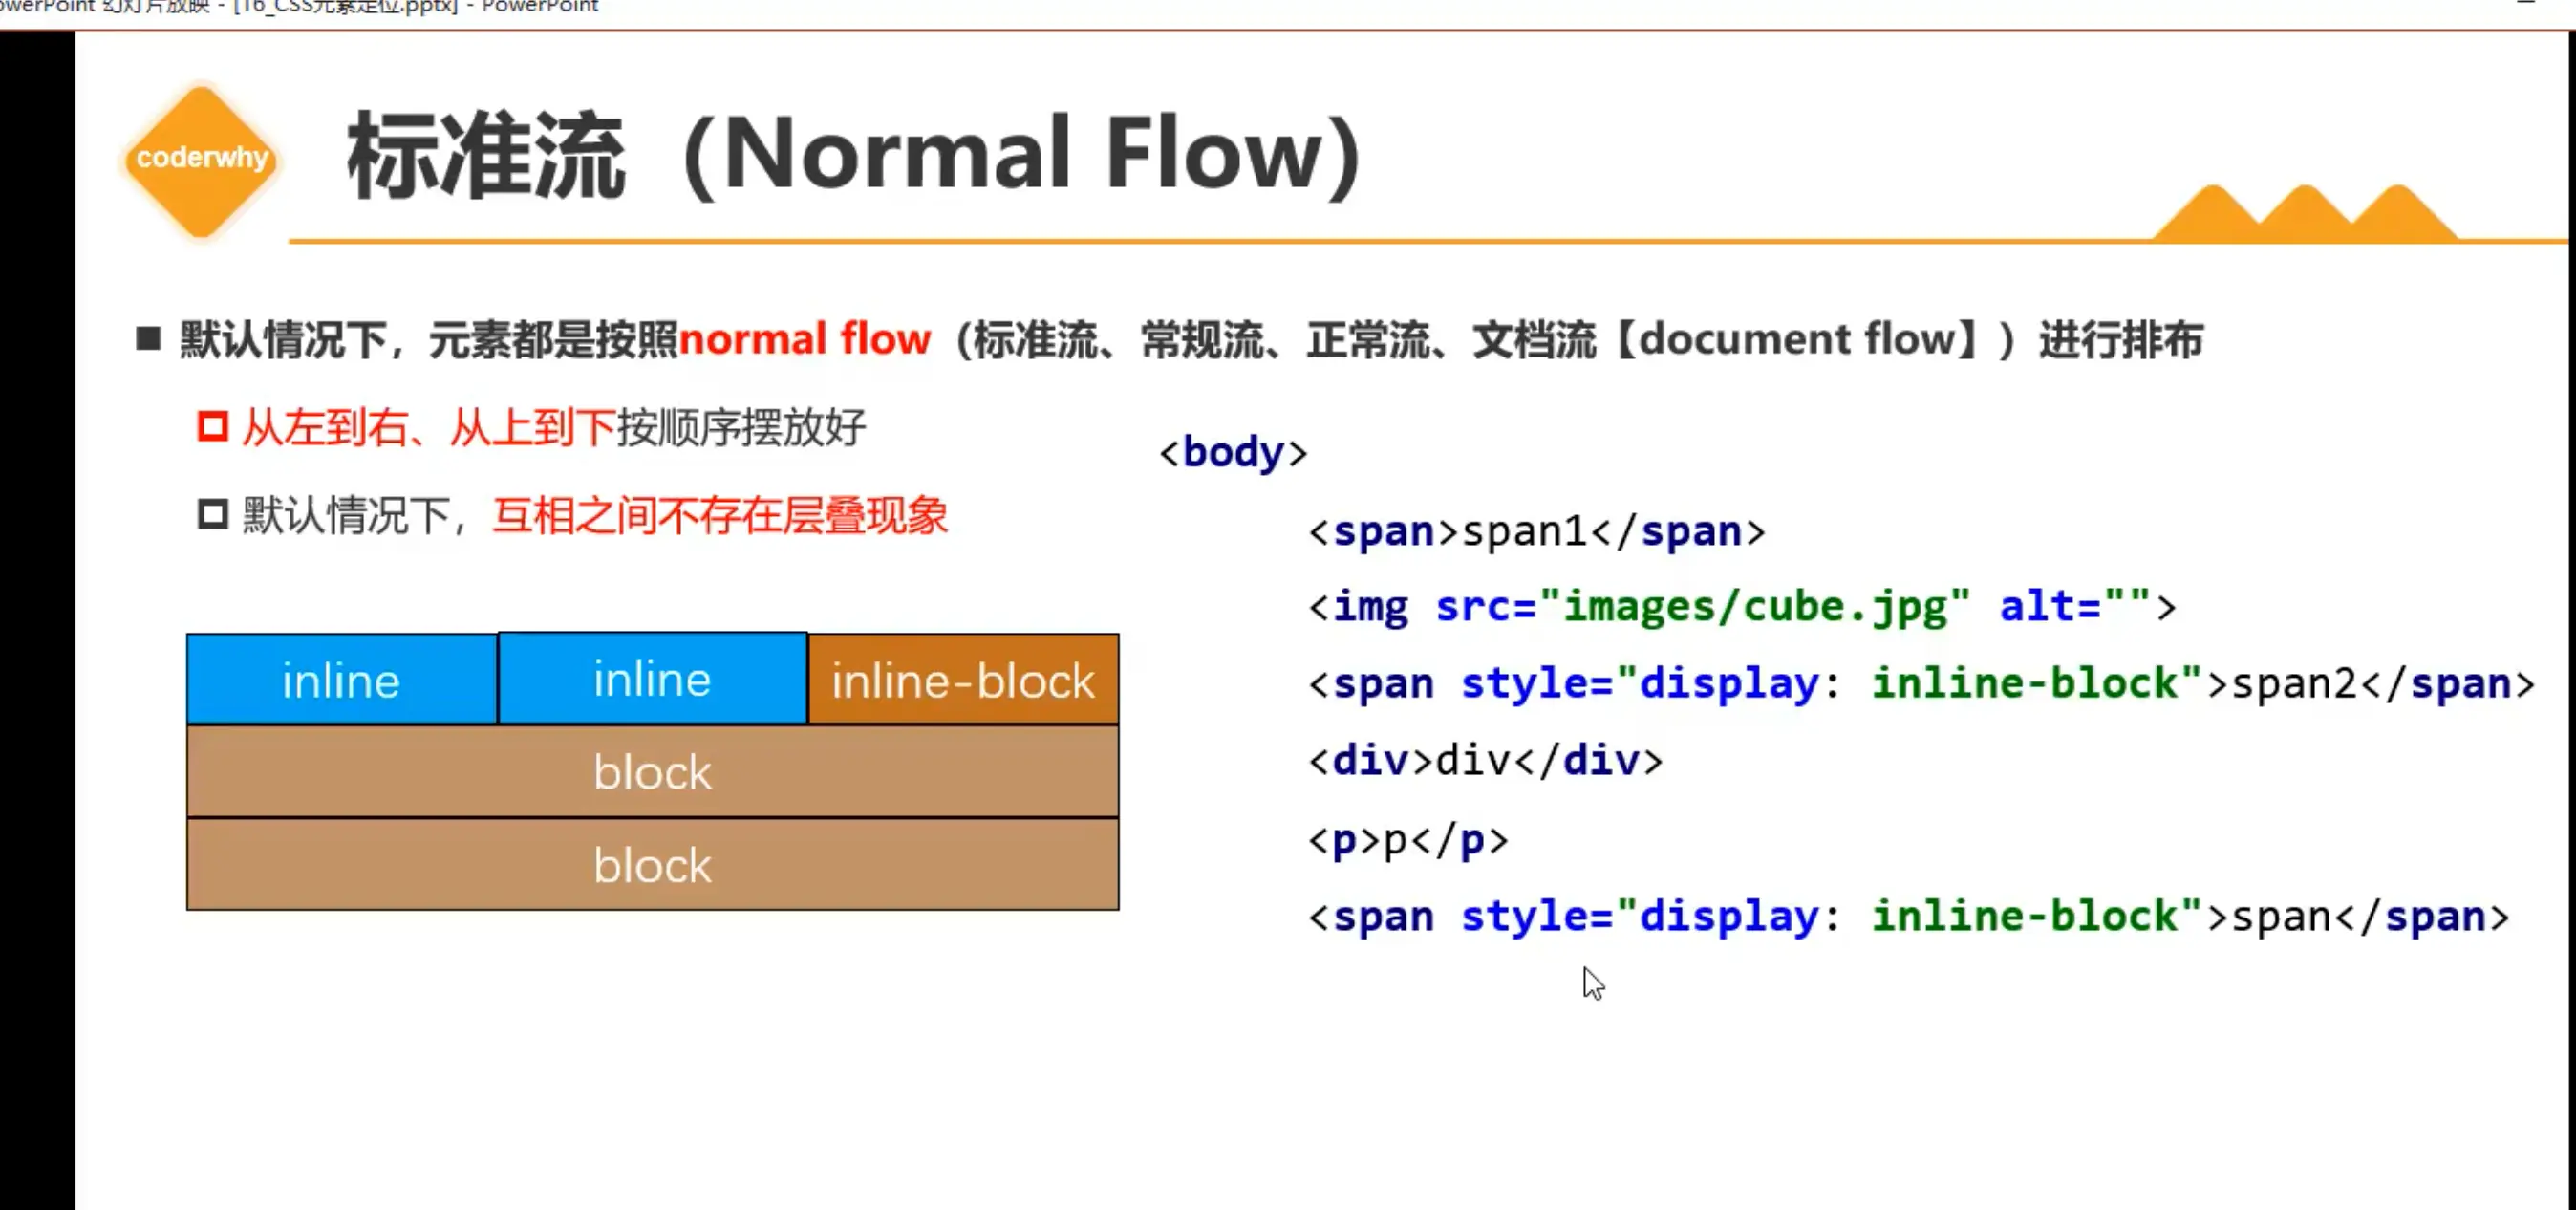 PowerPoint 幻灯片放映 - [16_CSS元素定位.pptx] - PowerPoint
coderwhy
标准流（Normal Flow）
默认情况下，元素都是按照normal flow（标准流、常规流、正常流、文档流【document flow】）进行排布
从左到右、从上到下按顺序摆放好
默认情况下，互相之间不存在层叠现象
inline inline inline-block
block
block
<body>
<span>span1</span>
<img src="images/cube.jpg" alt="">
<span style="display: inline-block">span2</span>
<div>div</div>
<p>p</p>
<span style="display: inline-block">span</span>